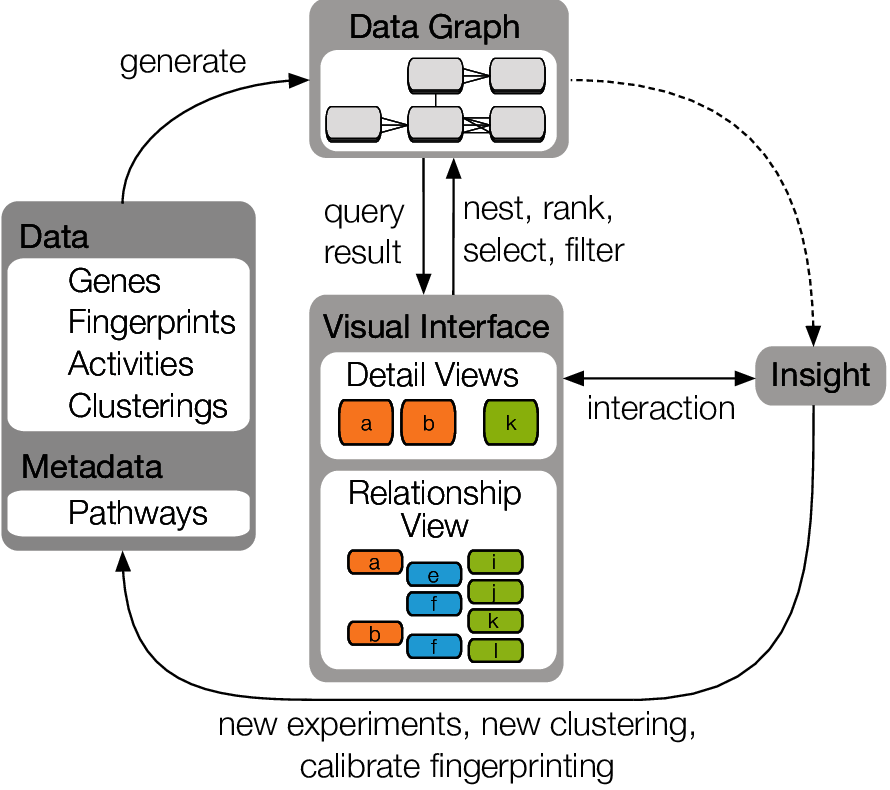 Data Graph
generate
query
result
nest, rank,
select, filter
Data
Genes
Fingerprints
Activities
Clusterings
Metadata
Pathways
Visual Interface
Detail Views
a b k
interaction
Insight
Relationship
View
a
e
f
b
f
i
j
k
l
new experiments, new clustering,
calibrate fingerprinting